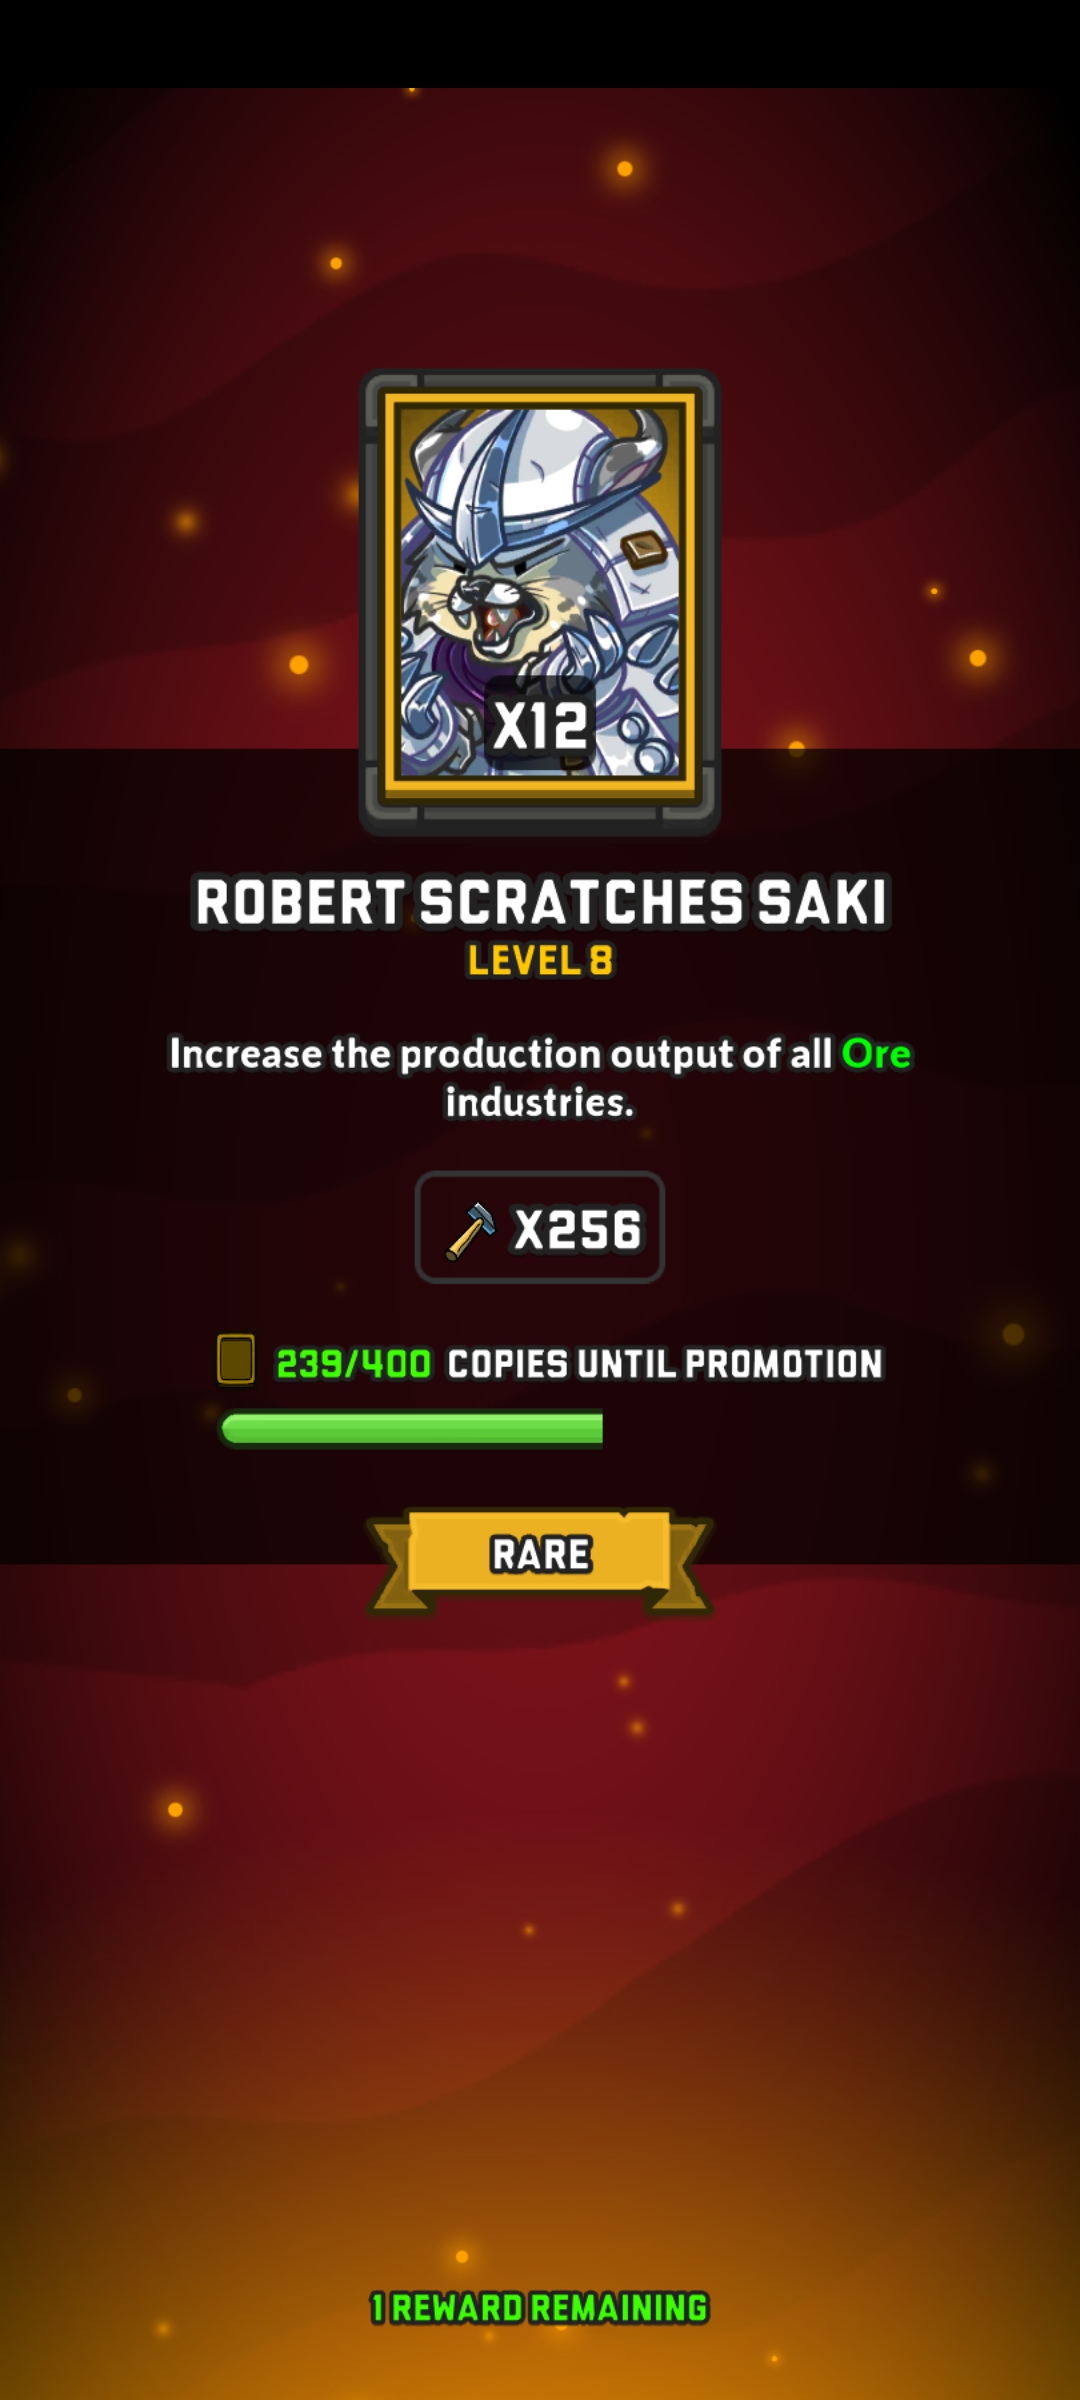 X12
ROBERT SCRATCHES SAKI
LEVEL 8
Increase the production output of all Ore
industries.
X256
239/400 COPIES UNTIL PROMOTION
RARE
1 REWARD REMAINING